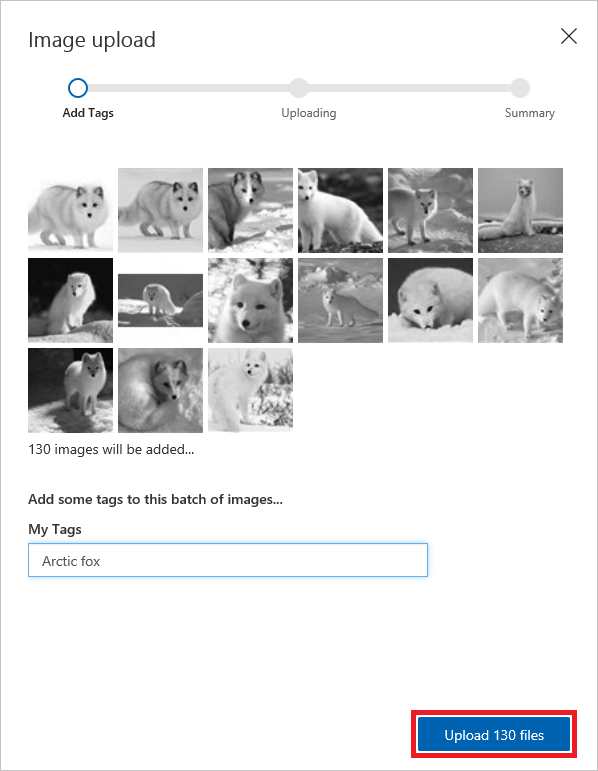 Image upload
Add Tags
Uploading
Summary
130 images will be added...
Add some tags to this batch of images...
My Tags
Arctic fox
Upload 130 files